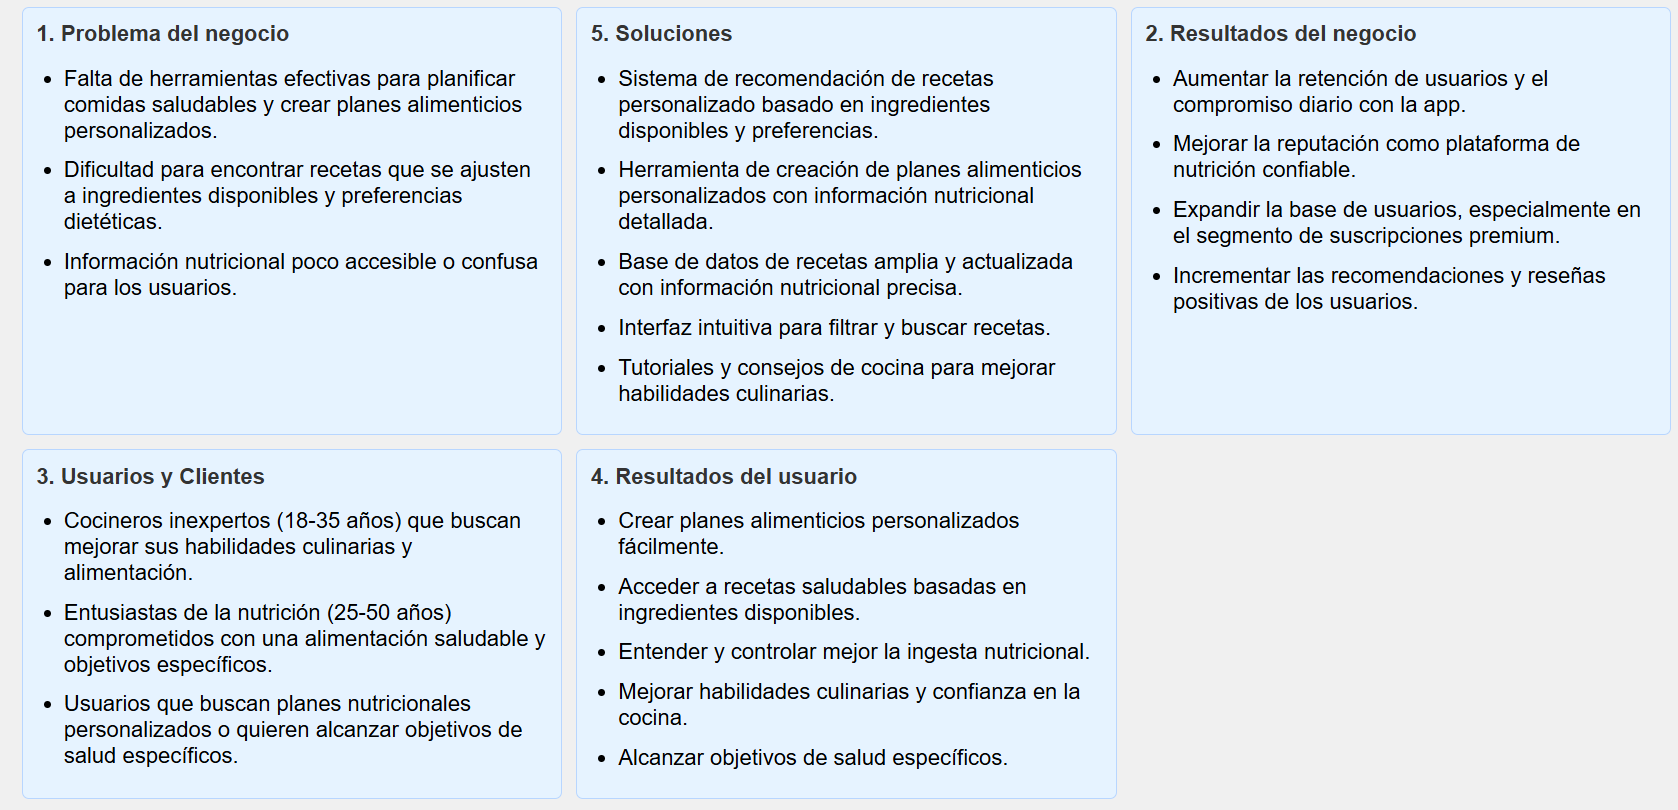 1. Problema del negocio
• Falta de herramientas efectivas para planificar
comidas saludables y crear planes alimenticios
personalizados.
• Dificultad para encontrar recetas que se ajusten
a ingredientes disponibles y preferencias
dietéticas.
• Información nutricional poco accesible o confusa
para los usuarios.
5. Soluciones
• Sistema de recomendación de recetas
personalizado basado en ingredientes
disponibles y preferencias.
• Herramienta de creación de planes alimenticios
personalizados con información nutricional
detallada.
• Base de datos de recetas amplia y actualizada
con información nutricional precisa.
• Interfaz intuitiva para filtrar y buscar recetas.
• Tutoriales y consejos de cocina para mejorar
habilidades culinarias.
2. Resultados del negocio
• Aumentar la retención de usuarios y el
compromiso diario con la app.
• Mejorar la reputación como plataforma de
nutrición confiable.
• Expandir la base de usuarios, especialmente en
el segmento de suscripciones premium.
• Incrementar las recomendaciones y reseñas
positivas de los usuarios.
3. Usuarios y Clientes
• Cocineros inexpertos (18-35 años) que buscan
mejorar sus habilidades culinarias y
alimentación.
• Entusiastas de la nutrición (25-50 años)
comprometidos con una alimentación saludable y
objetivos específicos.
• Usuarios que buscan planes nutricionales
personalizados o quieren alcanzar objetivos de
salud específicos.
4. Resultados del usuario
• Crear planes alimenticios personalizados
fácilmente.
• Acceder a recetas saludables basadas en
ingredientes disponibles.
• Entender y controlar mejor la ingesta nutricional.
• Mejorar habilidades culinarias y confianza en la
cocina.
• Alcanzar objetivos de salud específicos.